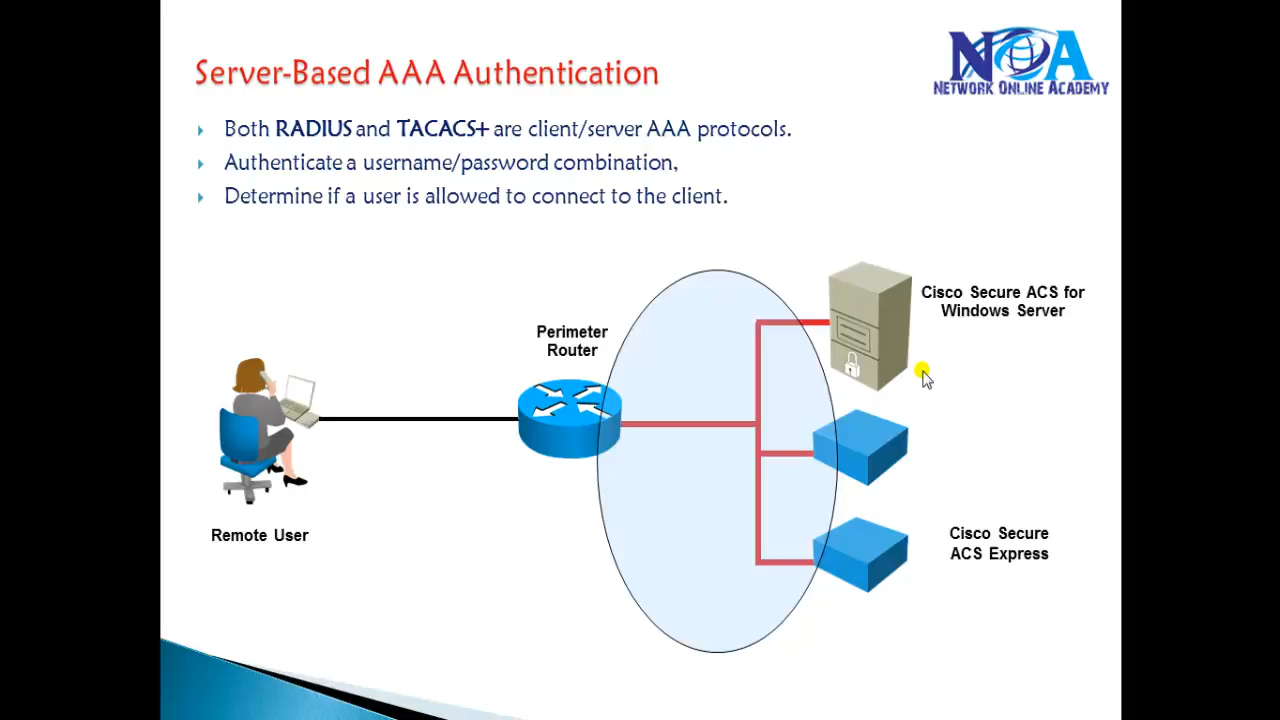 Server-Based AAA Authentication
NOA
NETWORK ONLINE ACADEMY
Both RADIUS and TACACS+ are client/server AAA protocols.
Authenticate a username/password combination,
Determine if a user is allowed to connect to the client.
Cisco Secure ACS for
Windows Server
Perimeter
Router
Remote User
Cisco Secure
ACS Express